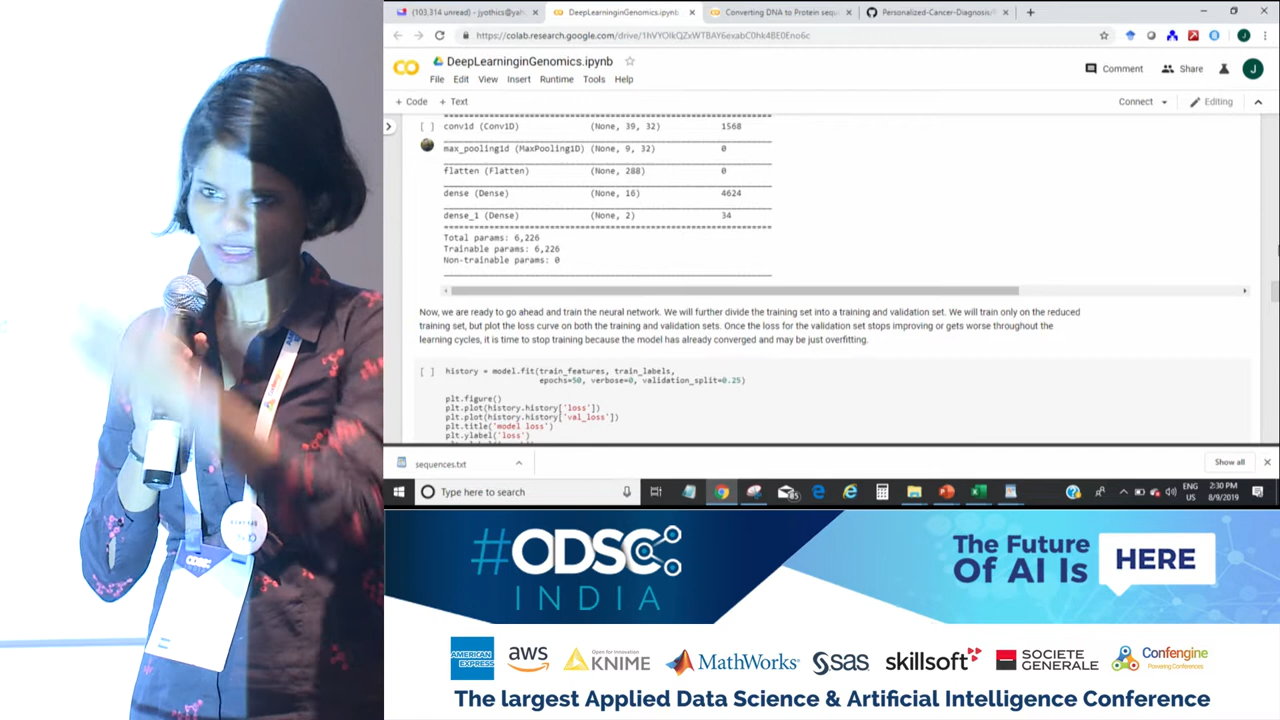 (103,314 unread) - jyothics@yah
DeepLearninginGenomics.ipynb
Converting DNA to Protein seq
Personalized-Cancer-Diagnosis/
https://colab.research.google.com/drive/1hVYOIkQZxWTBAY6exabC0hk4BE0Eno6c
DeepLearninginGenomics.ipynb
Comment
Share
J
File Edit View Insert Runtime Tools Help
+ Code + Text
Connect
Editing
[ ] conv1d (Conv1D) (None, 39, 32) 1568
max_pooling1d (MaxPooling1D) (None, 9, 32) 0
flatten (Flatten) (None, 288) 0
dense (Dense) (None, 16) 4624
dense_1 (Dense) (None, 2) 34
Total params: 6,226
Trainable params: 6,226
Non-trainable params: 0
Now, we are ready to go ahead and train the neural network. We will further divide the training set into a training and validation set. We will train only on the reduced
training set, but plot the loss curve on both the training and validation sets. Once the loss for the validation set stops improving or gets worse throughout the
learning cycles, it is time to stop training because the model has already converged and may be just overfitting.
[ ] history = model.fit(train_features, train_labels,
epochs=50, verbose=0, validation_split=0.25)
plt.figure()
plt.plot(history.history['loss'])
plt.plot(history.history['val_loss'])
plt.title('model loss')
plt.ylabel('loss')
sequences.txt
Show all
Type here to search
ENG
US
2:30 PM
8/9/2019
#ODSC
INDIA
The Future
Of AI Is
HERE
AMERICAN
EXPRESS
aws
Open for Innovation
KNIME
MathWorks
sas
skillsoft
SOCIETE
GENERALE
Confengine
Powering Conferences
The largest Applied Data Science & Artificial Intelligence Conference
ODSC